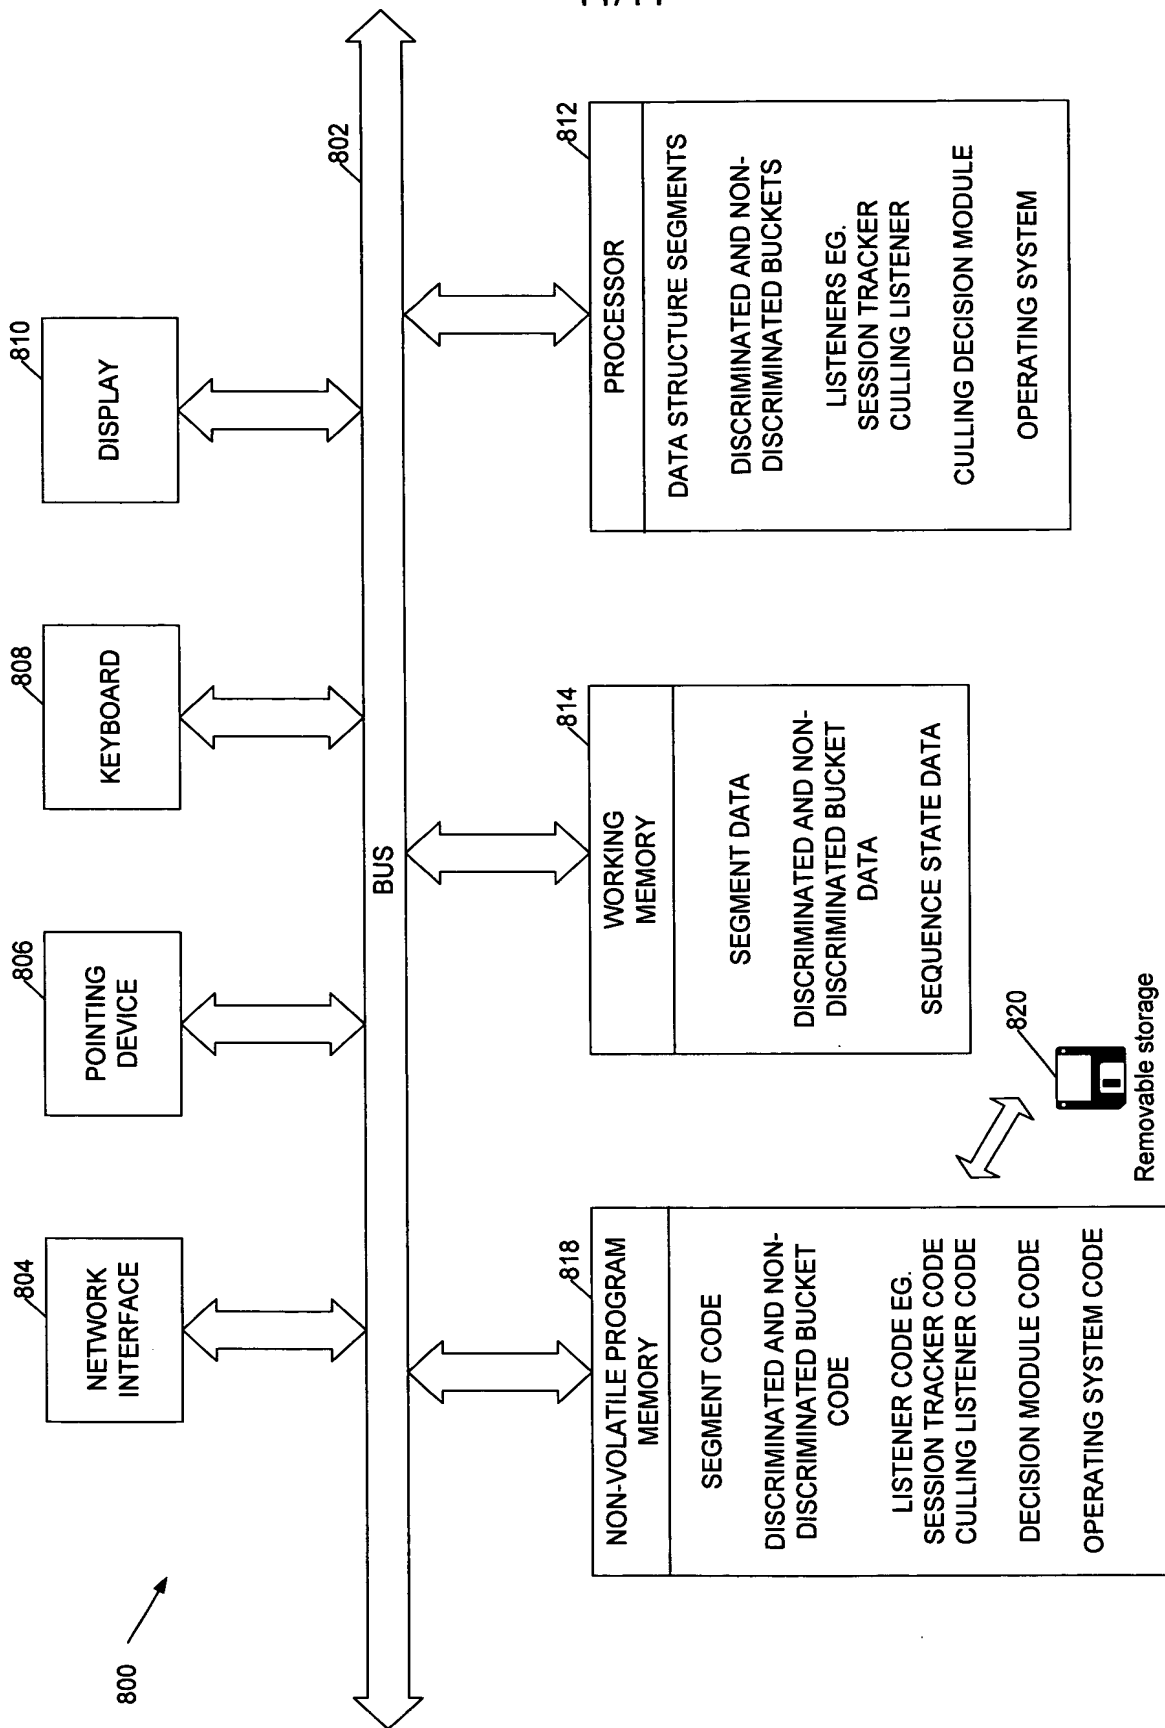 800
804
NETWORK
INTERFACE
806
POINTING
DEVICE
808
KEYBOARD
810
DISPLAY
802
BUS
818
NON-VOLATILE PROGRAM
MEMORY
SEGMENT CODE
DISCRIMINATED AND NON-
DISCRIMINATED BUCKET
CODE
LISTENER CODE EG.
SESSION TRACKER CODE
CULLING LISTENER CODE
DECISION MODULE CODE
OPERATING SYSTEM CODE
820
Removable storage
814
WORKING
MEMORY
SEGMENT DATA
DISCRIMINATED AND NON-
DISCRIMINATED BUCKET
DATA
SEQUENCE STATE DATA
812
PROCESSOR
DATA STRUCTURE SEGMENTS
DISCRIMINATED AND NON-
DISCRIMINATED BUCKETS
LISTENERS EG.
SESSION TRACKER
CULLING LISTENER
CULLING DECISION MODULE
OPERATING SYSTEM